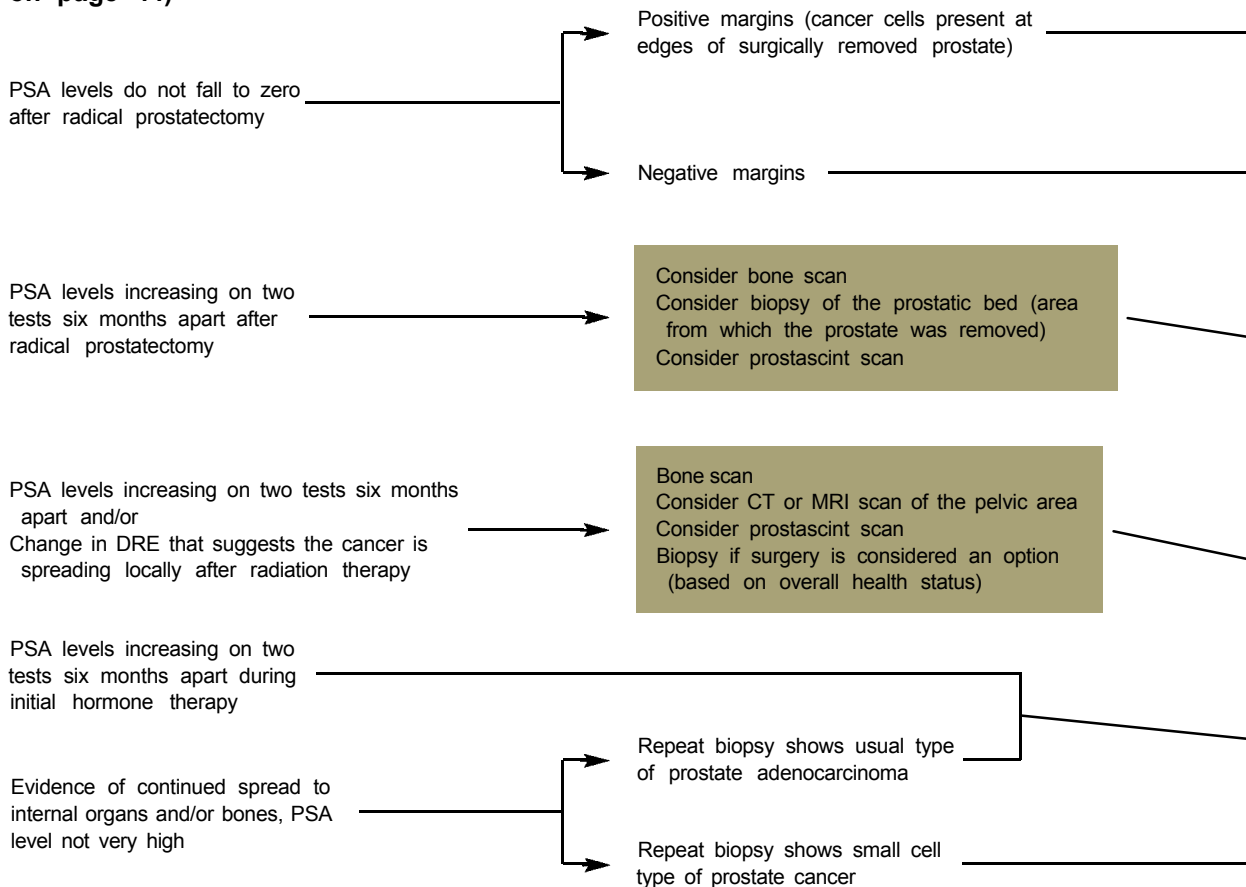 Positive margins (cancer cells present at
edges of surgically removed prostate)
PSA levels do not fall to zero
after radical prostatectomy
Negative margins
PSA levels increasing on two
tests six months apart after
radical prostatectomy
Consider bone scan
Consider biopsy of the prostatic bed (area
from which the prostate was removed)
Consider prostascint scan
PSA levels increasing on two tests six months
apart and/or
Change in DRE that suggests the cancer is
spreading locally after radiation therapy
Bone scan
Consider CT or MRI scan of the pelvic area
Consider prostascint scan
Biopsy if surgery is considered an option
(based on overall health status)
PSA levels increasing on two
tests six months apart during
initial hormone therapy
Repeat biopsy shows usual type
of prostate adenocarcinoma
Evidence of continued spread to
internal organs and/or bones, PSA
level not very high
Repeat biopsy shows small cell
type of prostate cancer